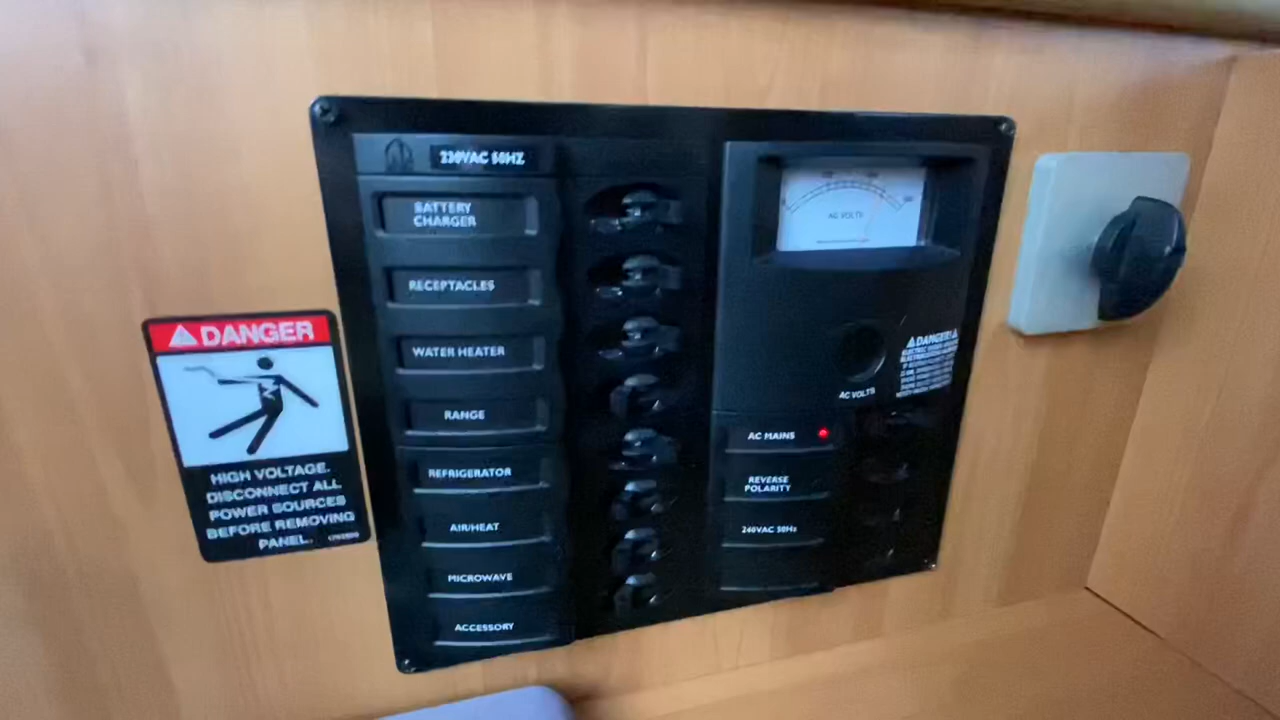 230VAC 50HZ
BATTERY
CHARGER
RECEPTACLES
WATER HEATER
RANGE
REFRIGERATOR
AIR/HEAT
MICROWAVE
ACCESSORY
AC VOLTS
DANGER
AC VOLTS
AC MAINS
REVERSE
POLARITY
240VAC 50Hz
DANGER
HIGH VOLTAGE.
DISCONNECT ALL
POWER SOURCES
BEFORE REMOVING
PANEL.